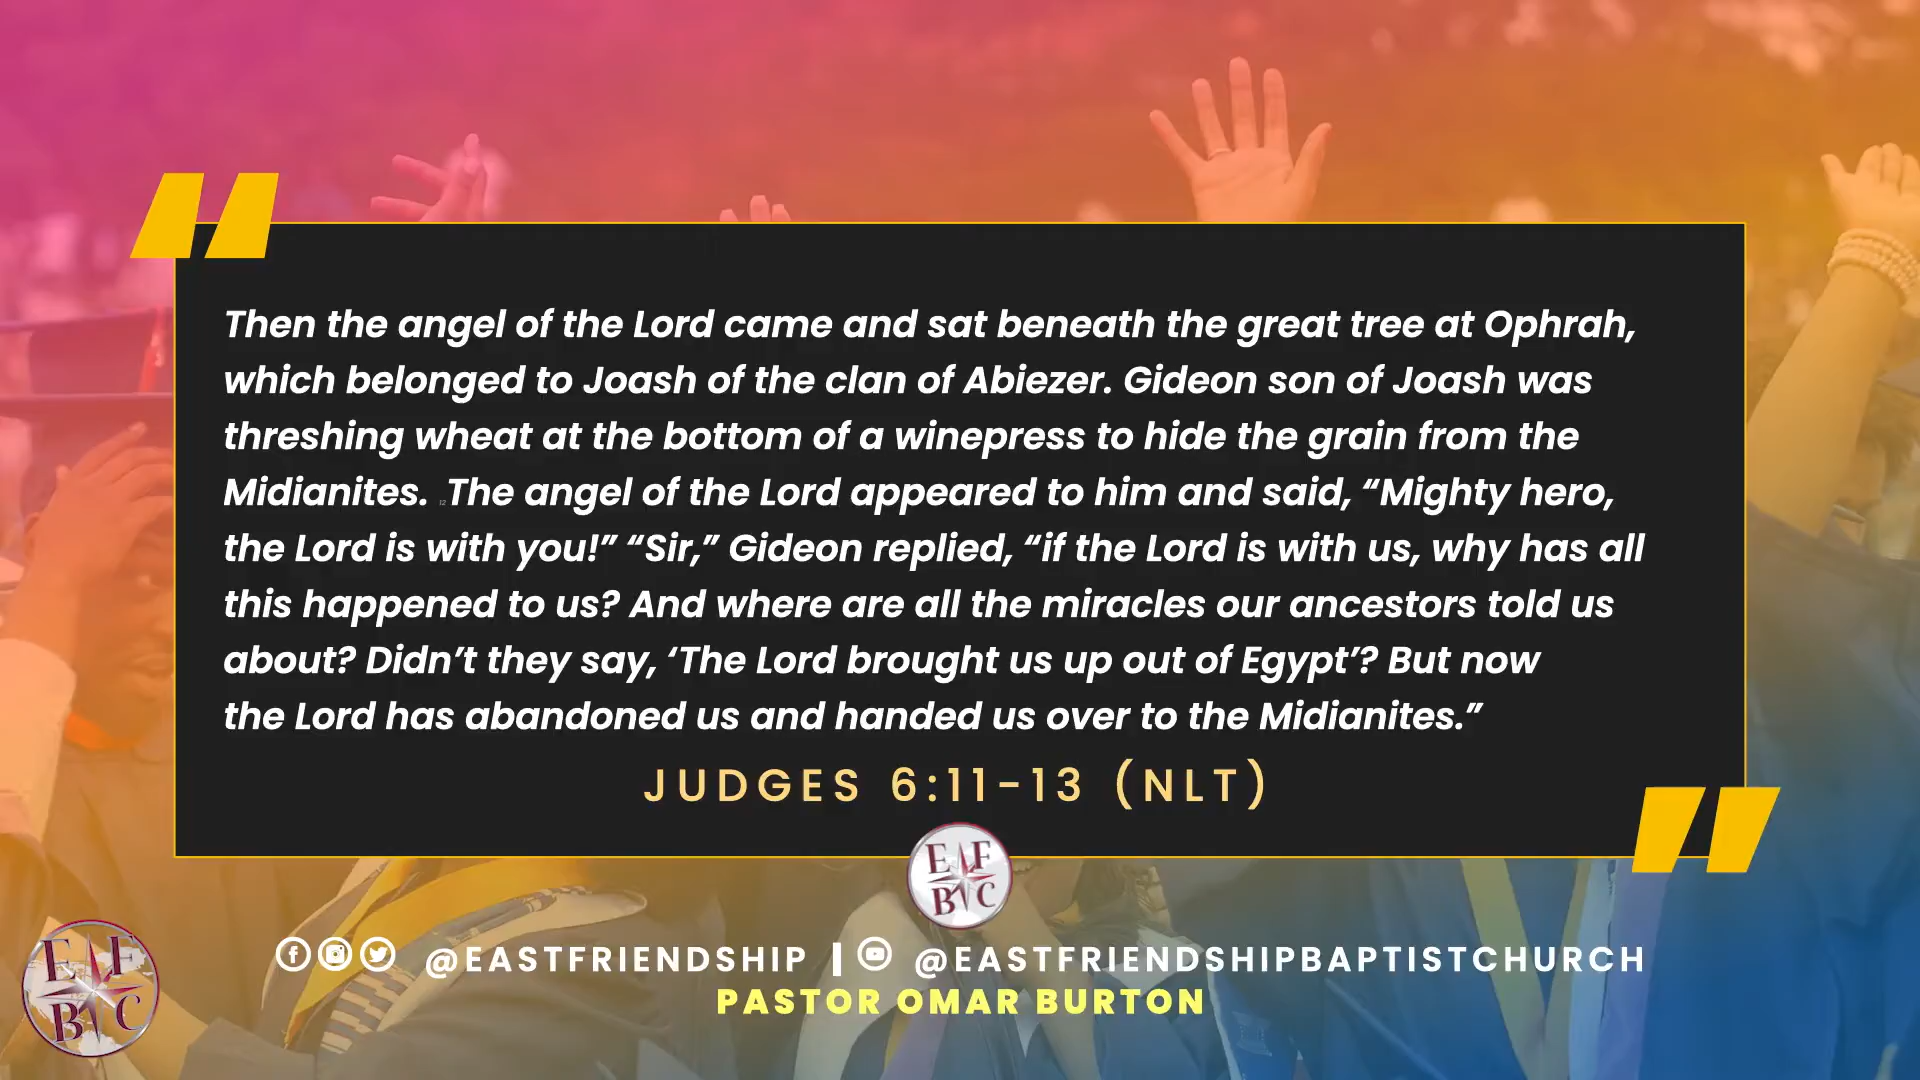 Then the angel of the Lord came and sat beneath the great tree at Ophrah,
which belonged to Joash of the clan of Abiezer. Gideon son of Joash was
threshing wheat at the bottom of a winepress to hide the grain from the
Midianites. 12 The angel of the Lord appeared to him and said, “Mighty hero,
the Lord is with you!” “Sir,” Gideon replied, “if the Lord is with us, why has all
this happened to us? And where are all the miracles our ancestors told us
about? Didn’t they say, ‘The Lord brought us up out of Egypt’? But now
the Lord has abandoned us and handed us over to the Midianites.”
JUDGES 6:11-13 (NLT)
E F
B C
@EASTFRIENDSHIP | @EASTFRIENDSHIPBAPTISTCHURCH
PASTOR OMAR BURTON
E F
B C